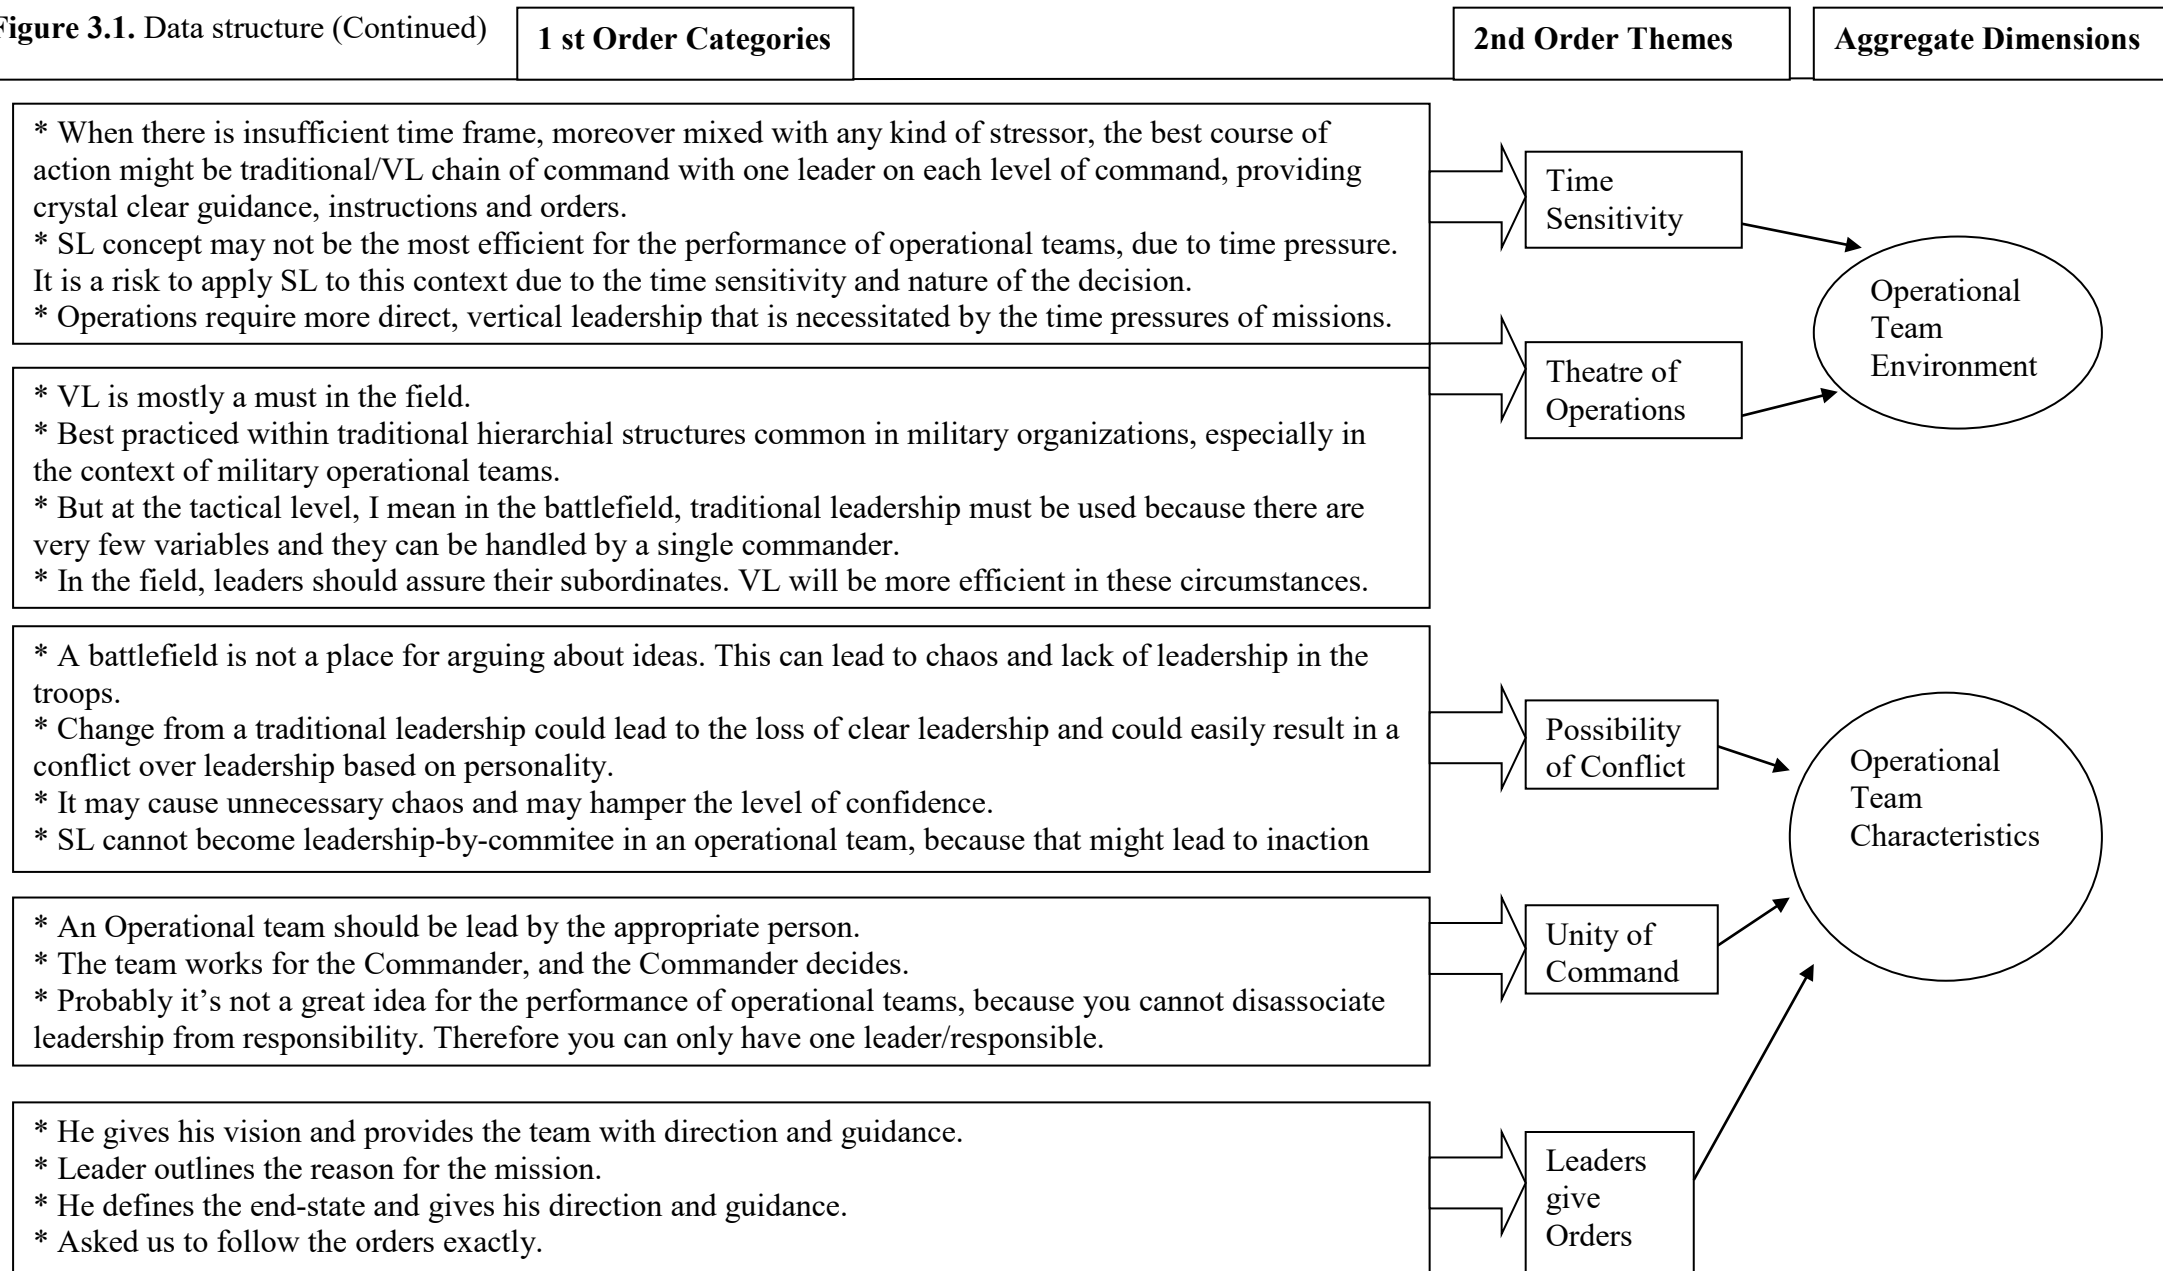 Figure 3.1. Data structure (Continued)
1 st Order Categories
2nd Order Themes
Aggregate Dimensions
* When there is insufficient time frame, moreover mixed with any kind of stressor, the best course of
action might be traditional/VL chain of command with one leader on each level of command, providing
crystal clear guidance, instructions and orders.
* SL concept may not be the most efficient for the performance of operational teams, due to time pressure.
It is a risk to apply SL to this context due to the time sensitivity and nature of the decision.
* Operations require more direct, vertical leadership that is necessitated by the time pressures of missions.
Time
Sensitivity
Operational
Team
Environment
* VL is mostly a must in the field.
* Best practiced within traditional hierarchial structures common in military organizations, especially in
the context of military operational teams.
* But at the tactical level, I mean in the battlefield, traditional leadership must be used because there are
very few variables and they can be handled by a single commander.
* In the field, leaders should assure their subordinates. VL will be more efficient in these circumstances.
Theatre of
Operations
* A battlefield is not a place for arguing about ideas. This can lead to chaos and lack of leadership in the
troops.
* Change from a traditional leadership could lead to the loss of clear leadership and could easily result in a
conflict over leadership based on personality.
* It may cause unnecessary chaos and may hamper the level of confidence.
* SL cannot become leadership-by-commitee in an operational team, because that might lead to inaction
Possibility
of Conflict
Operational
Team
Characteristics
* An Operational team should be lead by the appropriate person.
* The team works for the Commander, and the Commander decides.
* Probably it’s not a great idea for the performance of operational teams, because you cannot disassociate
leadership from responsibility. Therefore you can only have one leader/responsible.
Unity of
Command
* He gives his vision and provides the team with direction and guidance.
* Leader outlines the reason for the mission.
* He defines the end-state and gives his direction and guidance.
* Asked us to follow the orders exactly.
Leaders
give
Orders